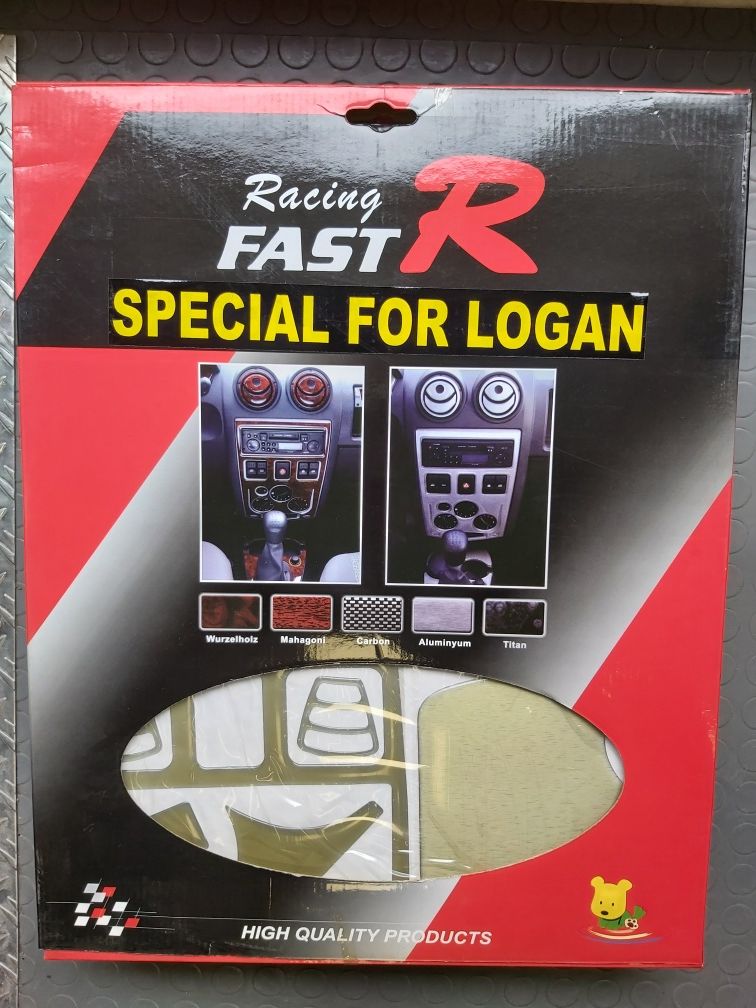 Racing
FAST R
SPECIAL FOR LOGAN
Wurzelholz Mahagoni Carbon Aluminyum Titan
HIGH QUALITY PRODUCTS